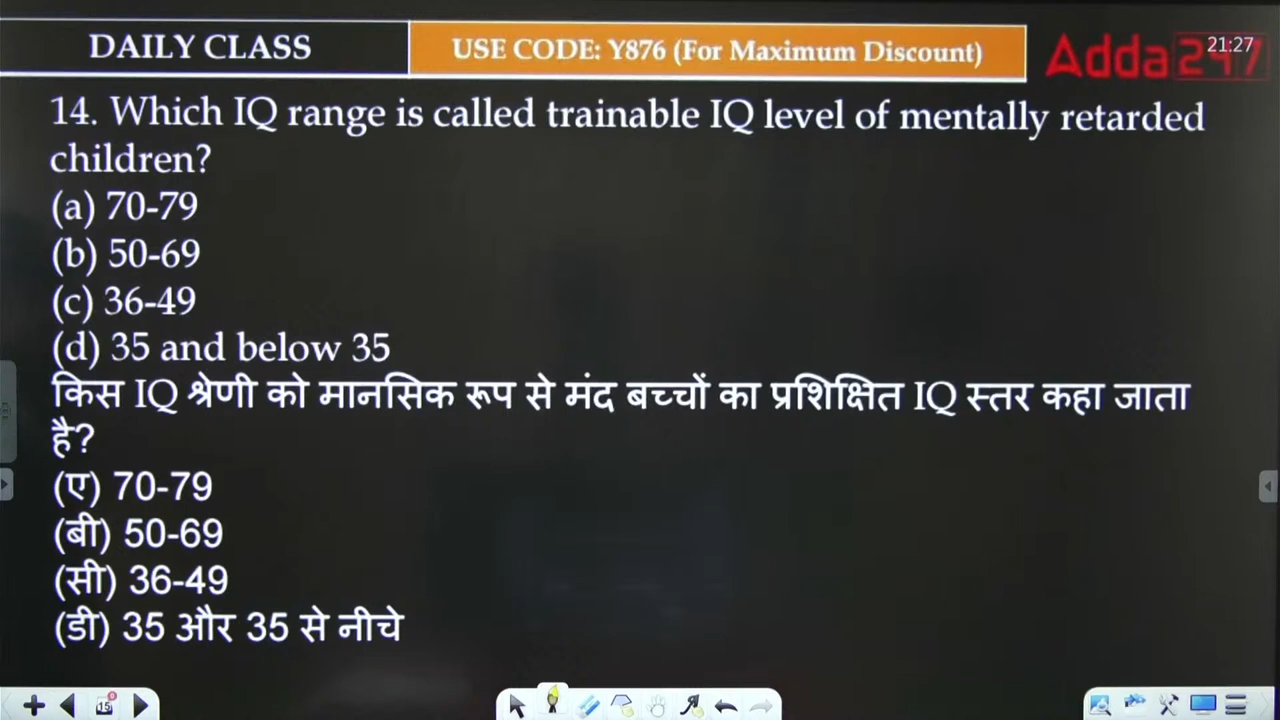 DAILY CLASS
USE CODE: Y876 (For Maximum Discount)
Adda247
21:27
14. Which IQ range is called trainable IQ level of mentally retarded
children?
(a) 70-79
(b) 50-69
(c) 36-49
(d) 35 and below 35
किस IQ श्रेणी को मानसिक रूप से मंद बच्चों का प्रशिक्षित IQ स्तर कहा जाता
है?
(ए) 70-79
(बी) 50-69
(सी) 36-49
(डी) 35 और 35 से नीचे
15